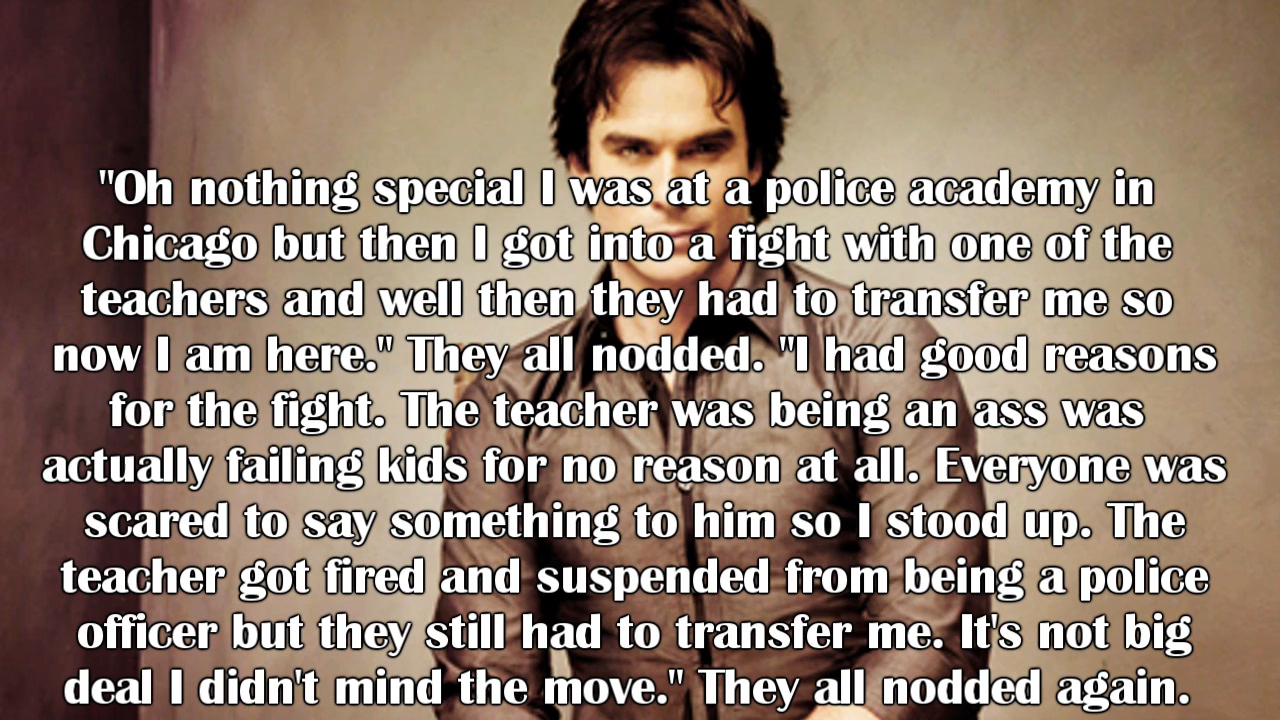 "Oh nothing special I was at a police academy in
Chicago but then I got into a fight with one of the
teachers and well then they had to transfer me so
now I am here." They all nodded. "I had good reasons
for the fight. The teacher was being an ass was
actually failing kids for no reason at all. Everyone was
scared to say something to him so I stood up. The
teacher got fired and suspended from being a police
officer but they still had to transfer me. It's not big
deal I didn't mind the move." They all nodded again.